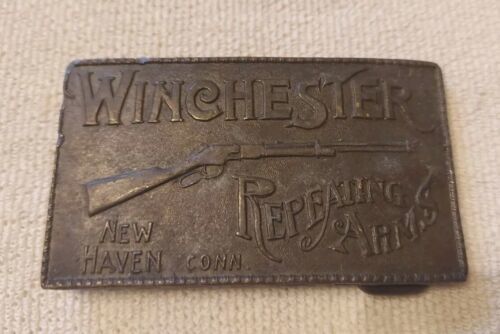 WINCHESTER
REPEATING
ARMS
NEW
HAVEN CONN.